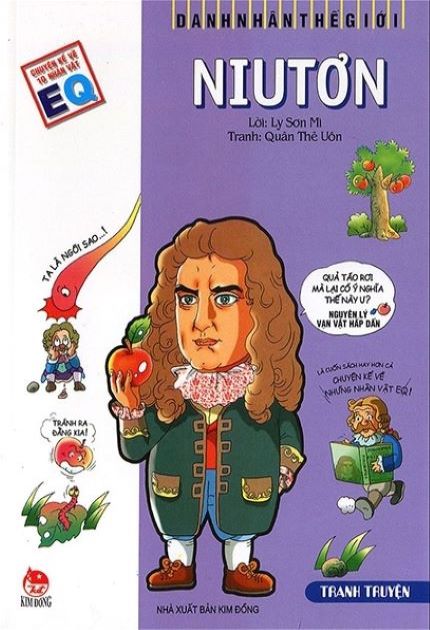 DANH NHÂN THẾ GIỚI
CHUYỆN KỂ VỀ
10 NHÂN VẬT
EQ
NIUTƠN
Lời: Ly Sơn Mi
Tranh: Quân Thê Uôn
TA LÀ NGÔI SAO...!
QUẢ TÁO RƠI
MÀ LẠI CÓ Ý NGHĨA
THẾ NÀY Ư?
NGUYÊN LÝ
VẠN VẬT HẤP DẪN
LÀ CUỐN SÁCH HAY HƠN CẢ
CHUYỆN KỂ VỀ
NHỮNG NHÂN VẬT EQ!
TRÁNH RA
ĐẰNG KIA!
KIM ĐỒNG
NHÀ XUẤT BẢN KIM ĐỒNG
TRANH TRUYỆN